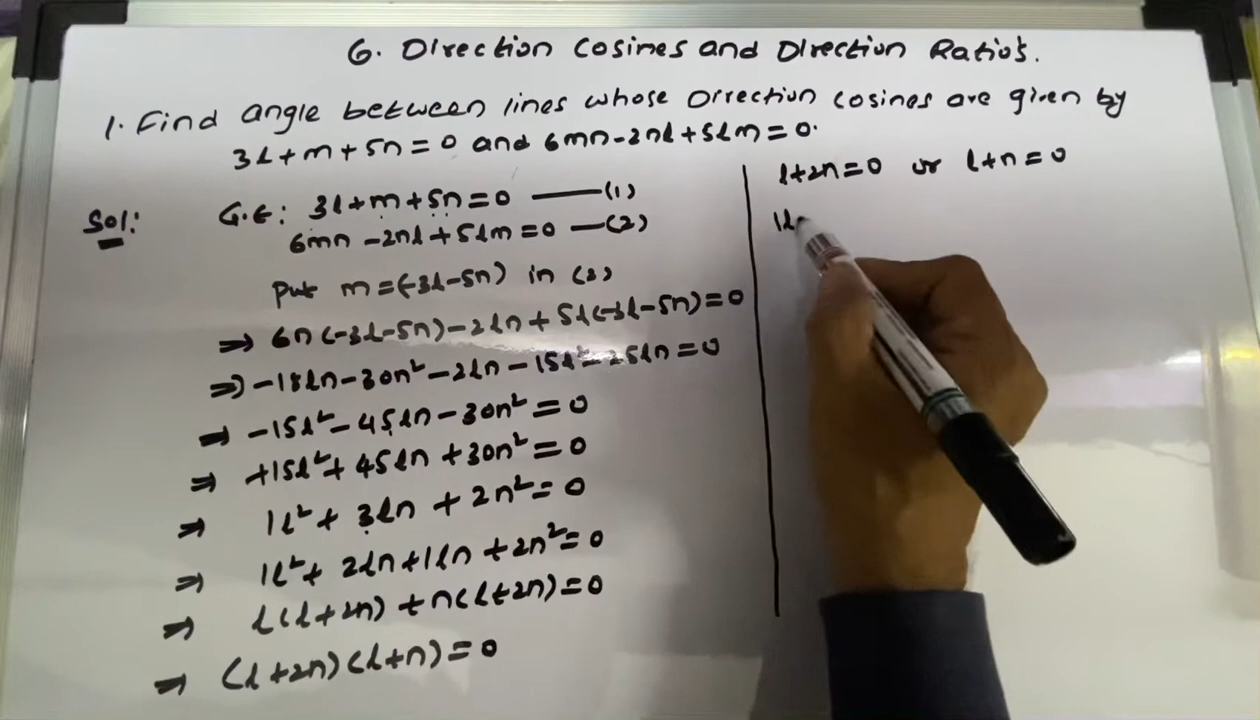 6. Direction Cosines and Direction Ratio's.
1. Find angle between lines whose Direction cosines are given by
3l+m+5n=0 and 6mn-2nl+5lm=0.
Sol:
G.E: 3l+m+5n=0 —(1)
6mn-2nl+5lm=0 —(2)
Put m=(-3l-5n) in (2)
⇒ 6n(-3l-5n)-2ln+5l(-3l-5n)=0
⇒ -18ln-30n²-2ln-15l²-25ln=0
⇒ -15l²-45ln-30n²=0
⇒ +15l²+45ln+30n²=0
⇒ 1l²+3ln+2n²=0
⇒ 1l²+2ln+1ln+2n²=0
⇒ l(l+2n)+n(l+2n)=0
⇒ (l+2n)(l+n)=0
l+2n=0 or l+n=0
1l